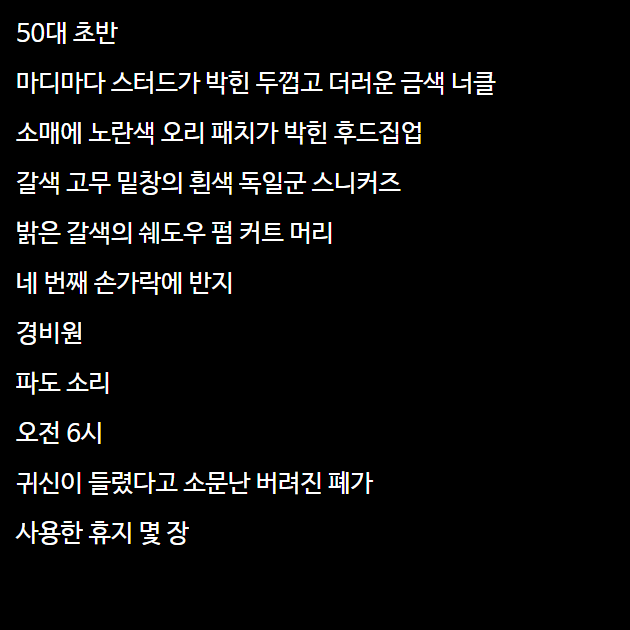 50대 초반
마디마다 스터드가 박힌 두껍고 더러운 금색 너클
소매에 노란색 오리 패치가 박힌 후드집업
갈색 고무 밑창의 흰색 독일군 스니커즈
밝은 갈색의 쉐도우 펌 커트 머리
네 번째 손가락에 반지
경비원
파도 소리
오전 6시
귀신이 들렸다고 소문난 버려진 폐가
사용한 휴지 몇 장